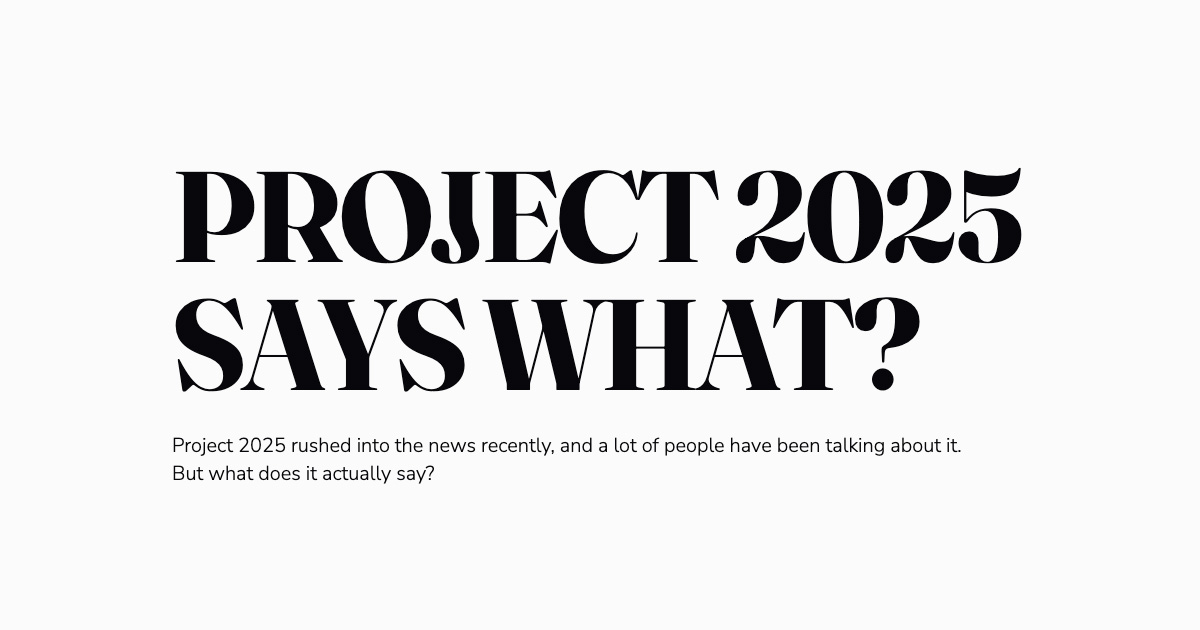 PROJECT 2025
SAYS WHAT?
Project 2025 rushed into the news recently, and a lot of people have been talking about it.
But what does it actually say?